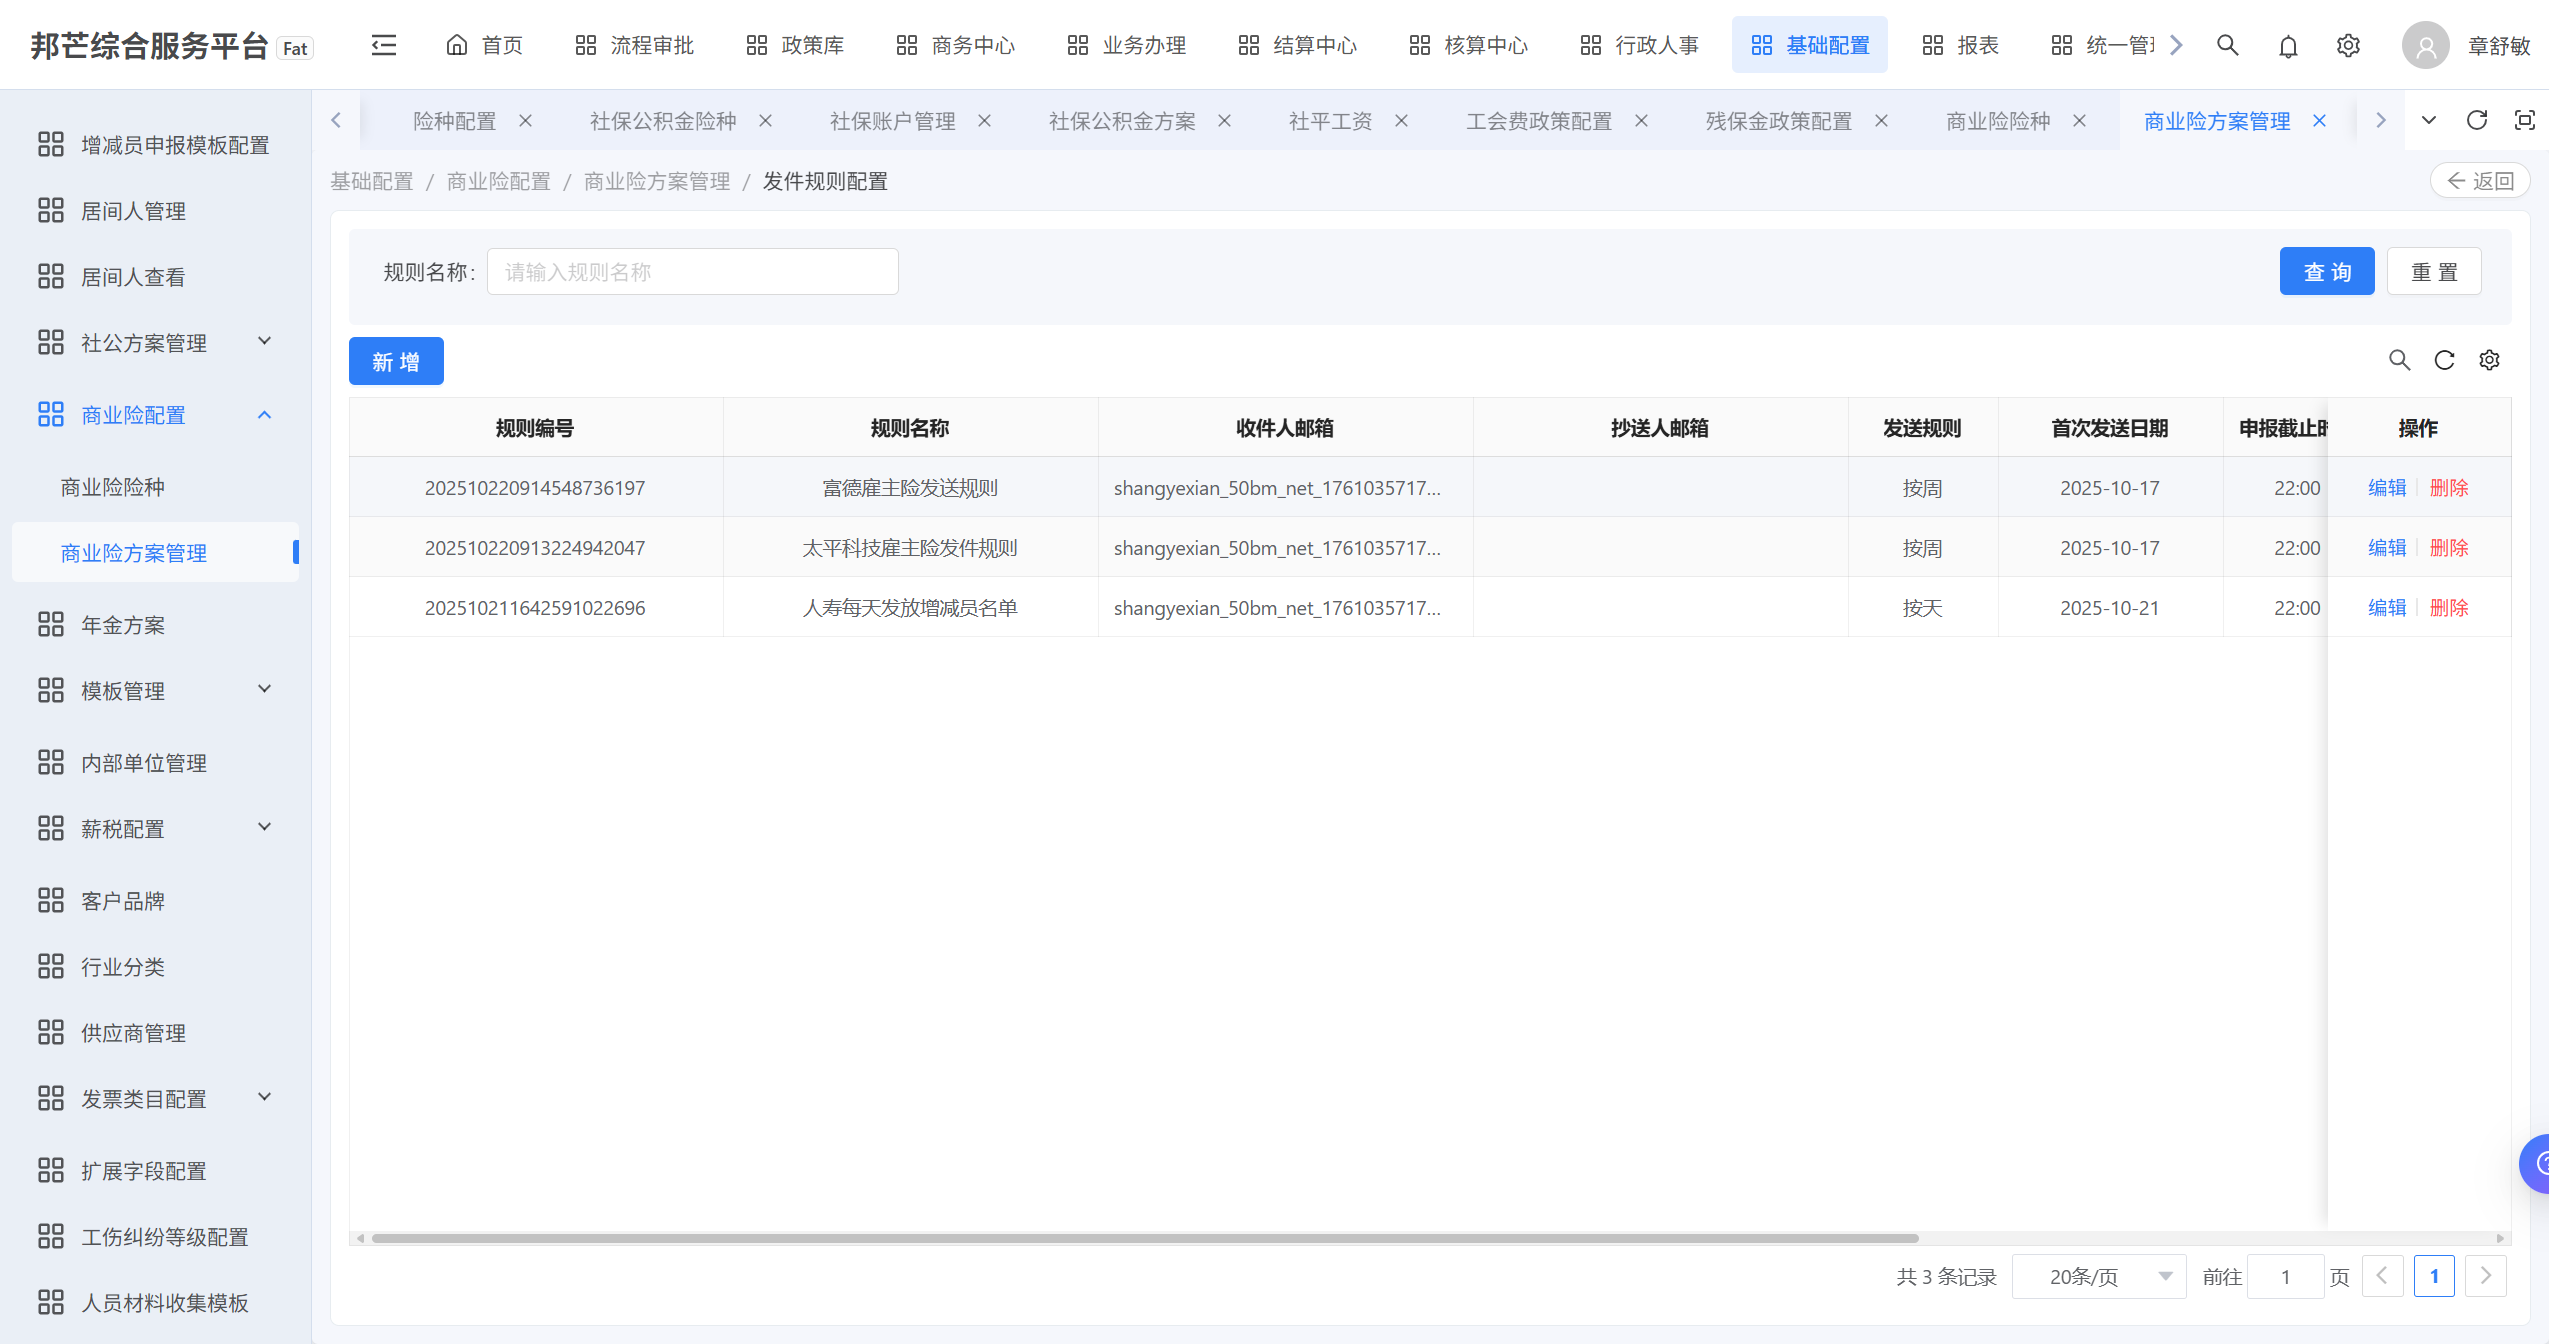 邦芒综合服务平台 Fat 首页 流程审批 政策库 商务中心 业务办理 结算中心 核算中心 行政人事 基础配置 报表 统一管 章舒敏
险种配置 社保公积金险种 社保账户管理 社保公积金方案 社平工资 工会费政策配置 残保金政策配置 商业险险种 商业险方案管理
基础配置 / 商业险配置 / 商业险方案管理 / 发件规则配置 返回
增减员申报模板配置
居间人管理
居间人查看
社公方案管理
商业险配置
商业险险种
商业险方案管理
年金方案
模板管理
内部单位管理
薪税配置
客户品牌
行业分类
供应商管理
发票类目配置
扩展字段配置
工伤纠纷等级配置
人员材料收集模板
规则名称: 请输入规则名称 查 询 重 置
新 增
规则编号 规则名称 收件人邮箱 抄送人邮箱 发送规则 首次发送日期 申报截止时 操作
202510220914548736197 富德雇主险发送规则 shangyexian_50bm_net_1761035717... 按周 2025-10-17 22:00 编辑 删除
202510220913224942047 太平科技雇主险发件规则 shangyexian_50bm_net_1761035717... 按周 2025-10-17 22:00 编辑 删除
202510211642591022696 人寿每天发放增减员名单 shangyexian_50bm_net_1761035717... 按天 2025-10-21 22:00 编辑 删除
共 3 条记录 20条/页 前往 1 页 1